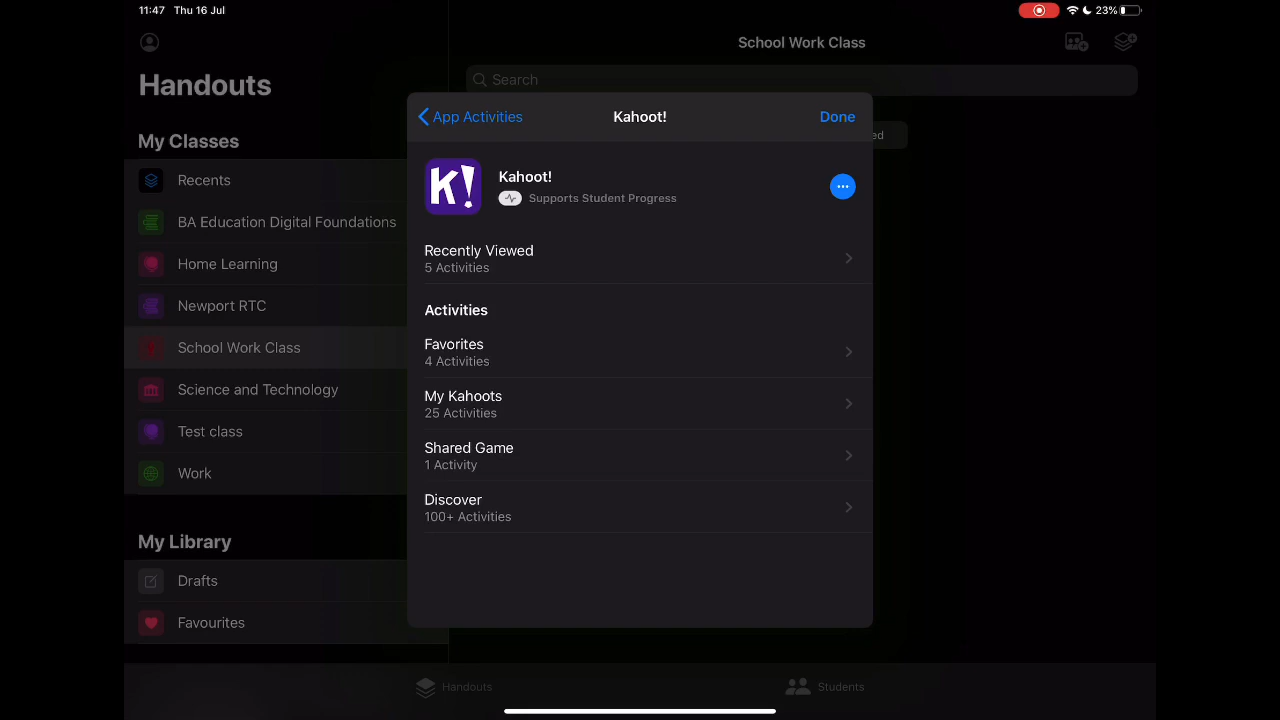 11:47 Thu 16 Jul
23%
Handouts
My Classes
Recents
BA Education Digital Foundations
Home Learning
Newport RTC
School Work Class
Science and Technology
Test class
Work
My Library
Drafts
Favourites
School Work Class
Search
ed
App Activities
Kahoot!
Done
K!
Kahoot!
Supports Student Progress
Recently Viewed
5 Activities
Activities
Favorites
4 Activities
My Kahoots
25 Activities
Shared Game
1 Activity
Discover
100+ Activities
Handouts
Students